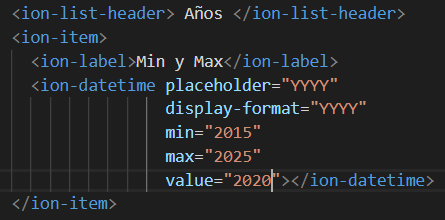 <ion-list-header> Años </ion-list-header>
<ion-item>
<ion-label>Min y Max</ion-label>
<ion-datetime placeholder="YYYY"
display-format="YYYY"
min="2015"
max="2025"
value="2020"></ion-datetime>
</ion-item>